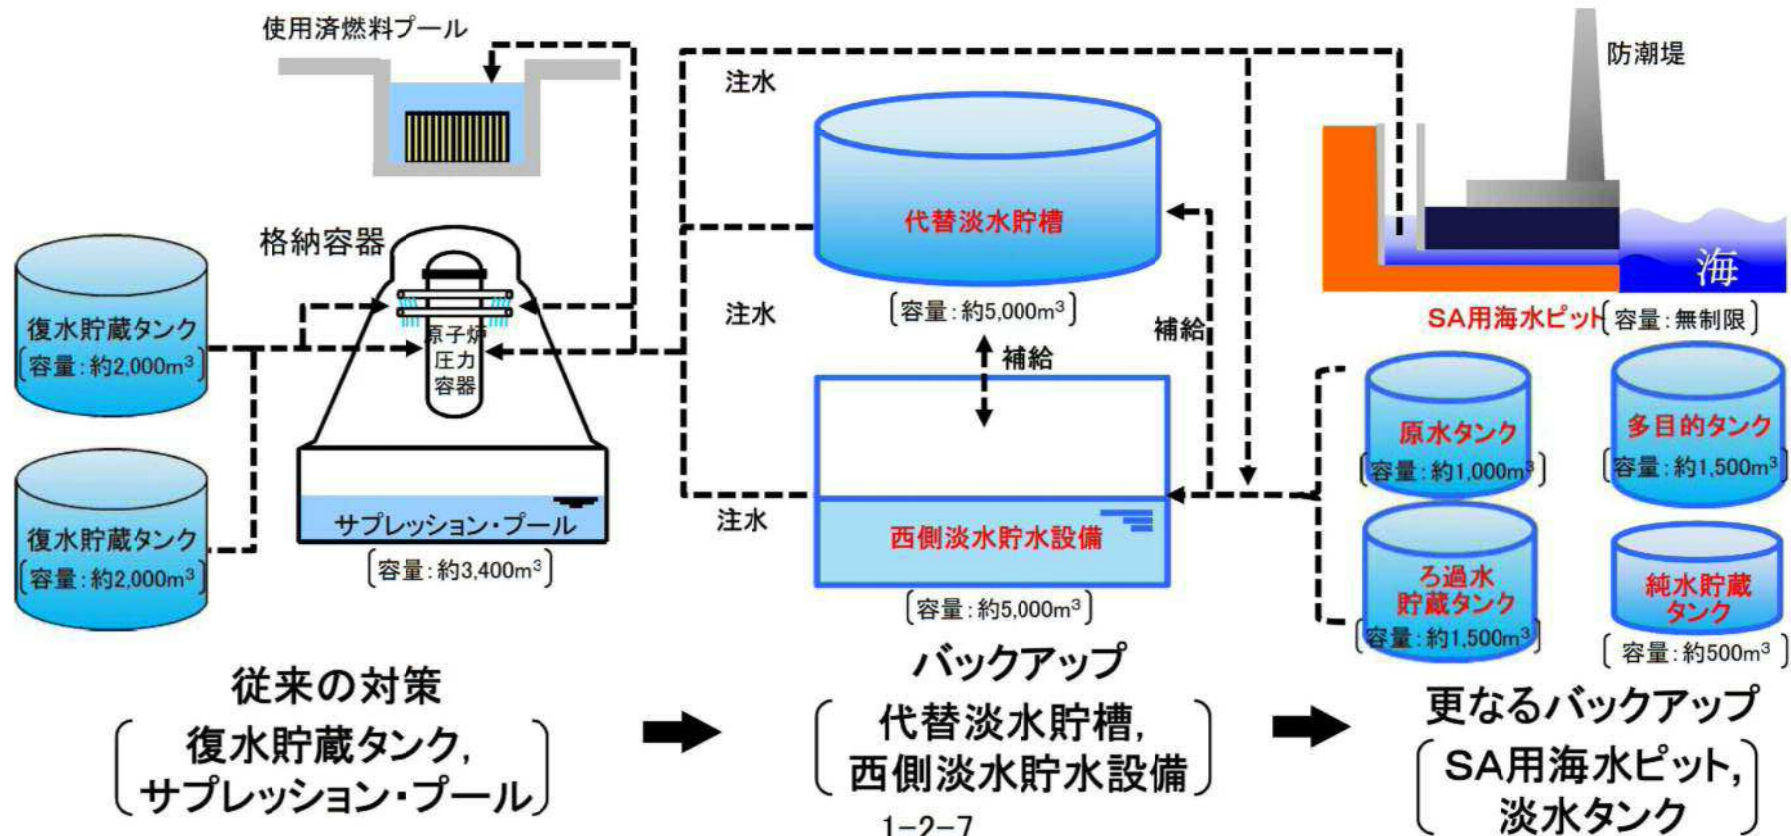 使用済燃料プール
格納容器
復水貯蔵タンク
[容量:約2,000m³]
復水貯蔵タンク
[容量:約2,000m³]
原子炉
圧力
容器
サプレッション・プール
[容量:約3,400m³]
注水
注水
注水
代替淡水貯槽
[容量:約5,000m³]
補給
補給
西側淡水貯水設備
[容量:約5,000m³]
防潮堤
海
SA用海水ピット[容量:無制限]
原水タンク
[容量:約1,000m³]
多目的タンク
[容量:約1,500m³]
ろ過水
貯蔵タンク
[容量:約1,500m³]
純水貯蔵
タンク
[容量:約500m³]
従来の対策
復水貯蔵タンク,
サプレッション・プール
バックアップ
代替淡水貯槽,
西側淡水貯水設備
更なるバックアップ
SA用海水ピット,
淡水タンク
1-2-7